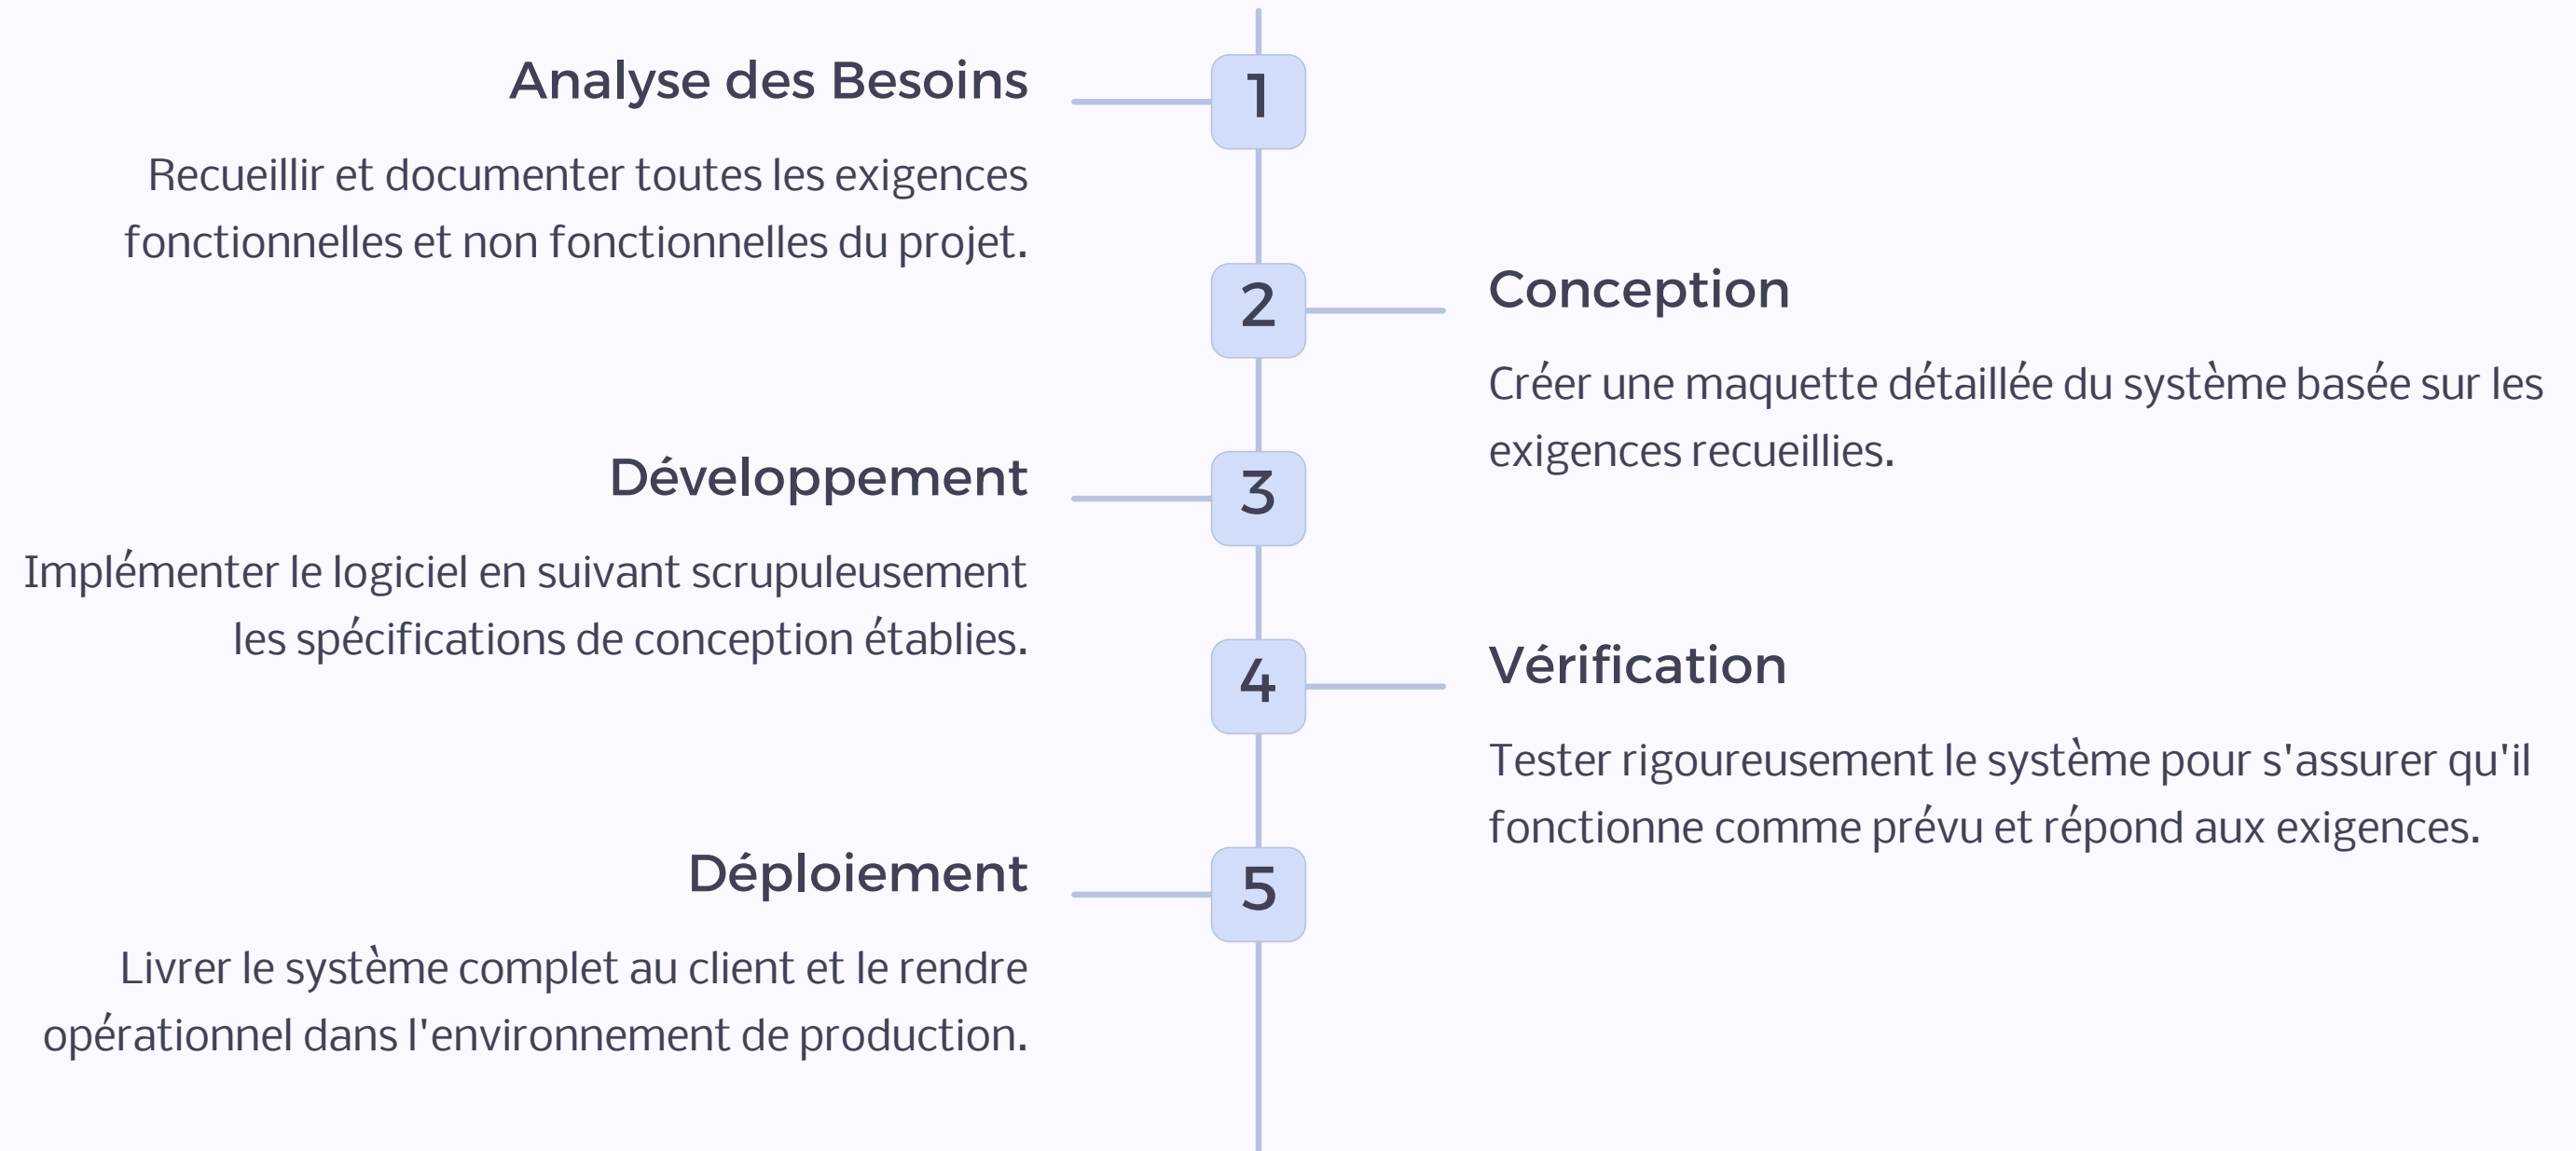 Analyse des Besoins
1
Recueillir et documenter toutes les exigences
fonctionnelles et non fonctionnelles du projet.
2
Conception
Créer une maquette détaillée du système basée sur les
exigences recueillies.
Développement
3
Implémenter le logiciel en suivant scrupuleusement
les spécifications de conception établies.
4
Vérification
Tester rigoureusement le système pour s'assurer qu'il
fonctionne comme prévu et répond aux exigences.
Déploiement
5
Livrer le système complet au client et le rendre
opérationnel dans l'environnement de production.